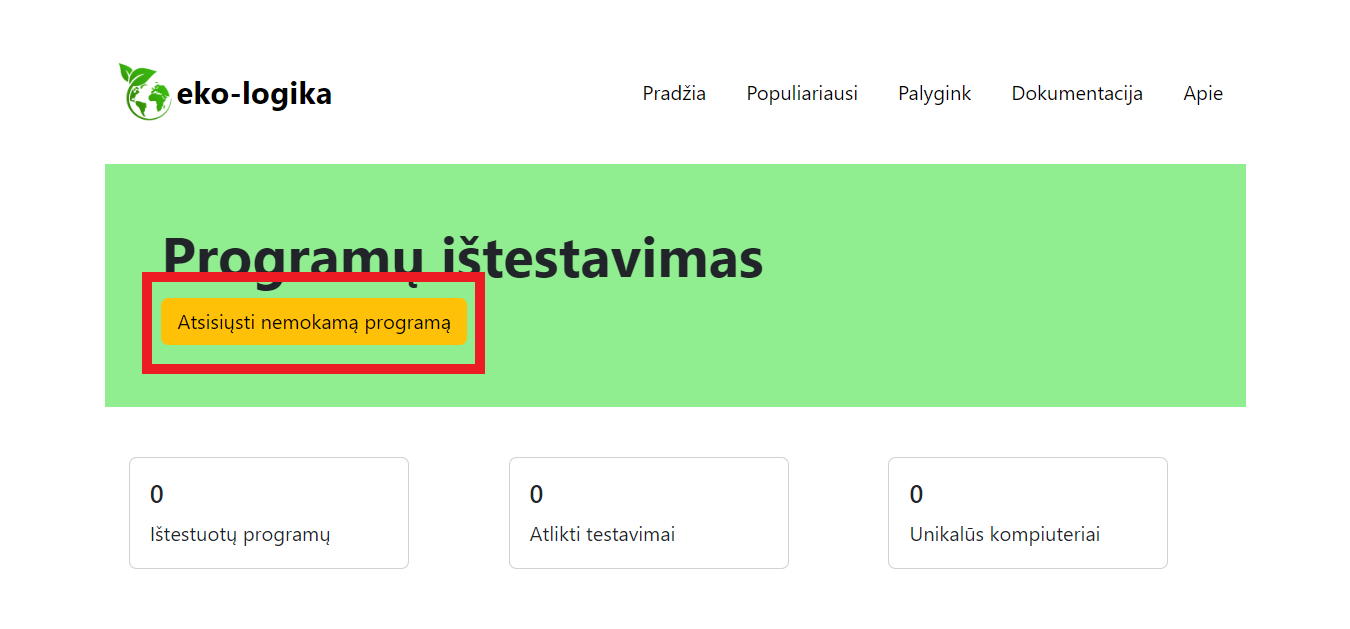 eko-logika
Pradžia Populiariausi Palygink Dokumentacija Apie
Programų ištestavimas
Atsisiųsti nemokamą programą
0
Ištestuotų programų
0
Atlikti testavimai
0
Unikalūs kompiuteriai